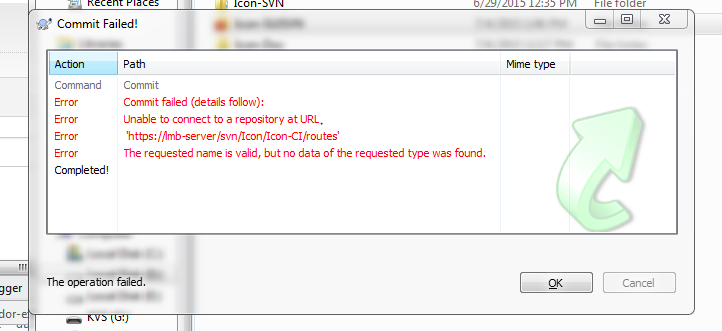 Recent Places
Icon-SVN 6/29/2015 12:35 PM File folder
Commit Failed!
Action Path Mime type
Command Commit
Error Commit failed (details follow):
Error Unable to connect to a repository at URL,
Error 'https://lmb-server/svn/Icon/Icon-CI/routes'
Error The requested name is valid, but no data of the requested type was found.
Completed!
The operation failed.
OK Cancel
KVS (G:)